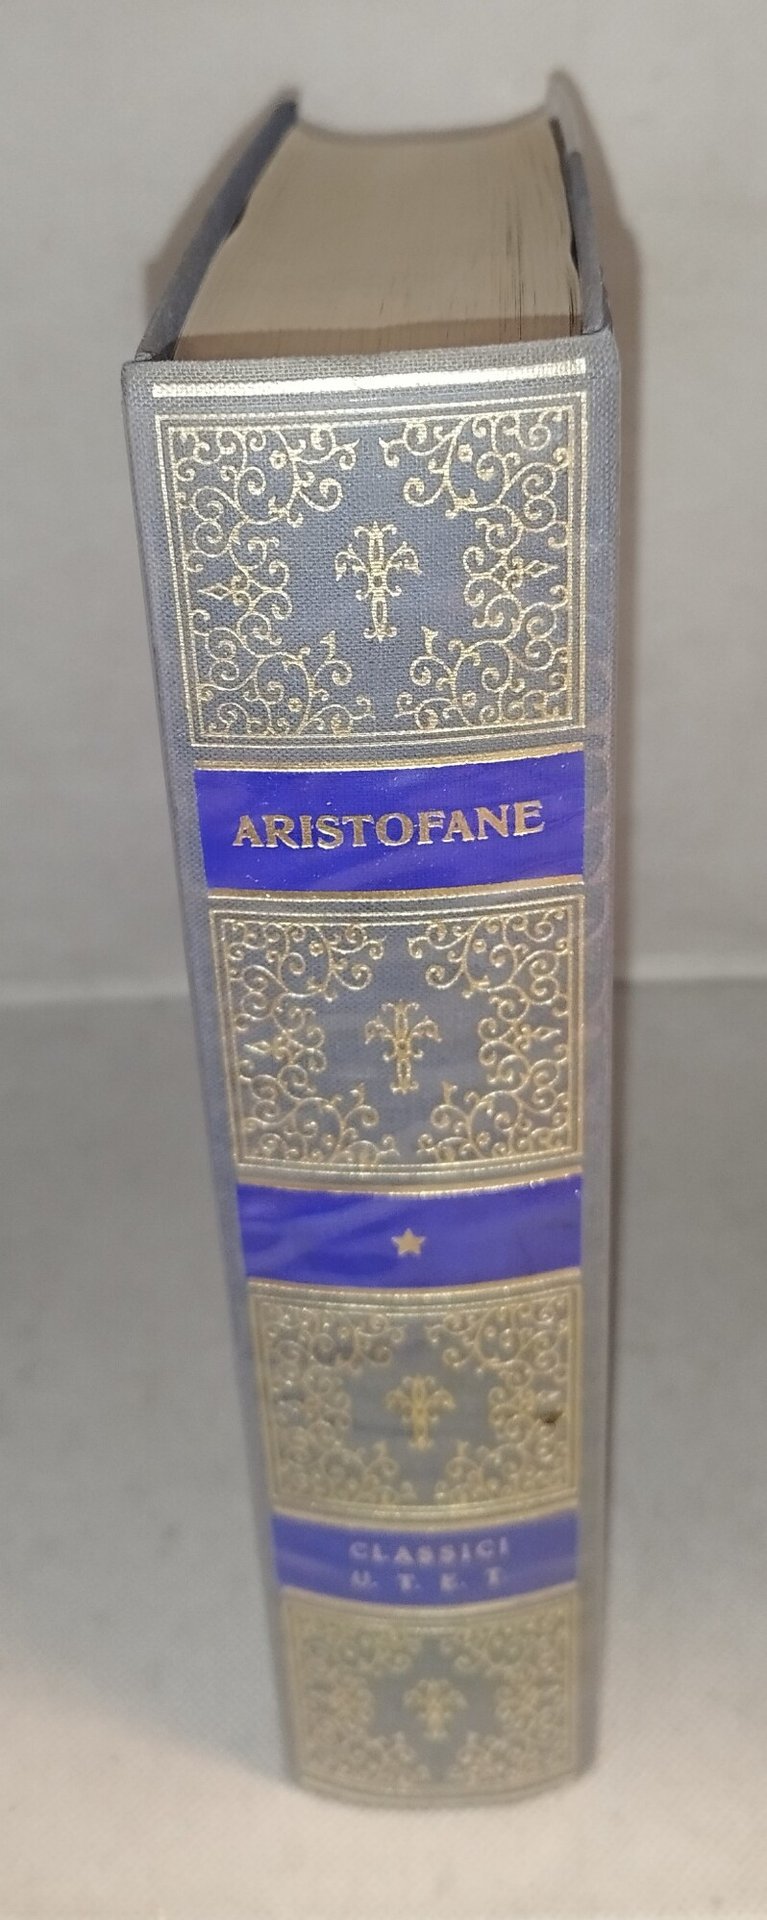 ARISTOFANE
CLASSICI
U. T. E. T.